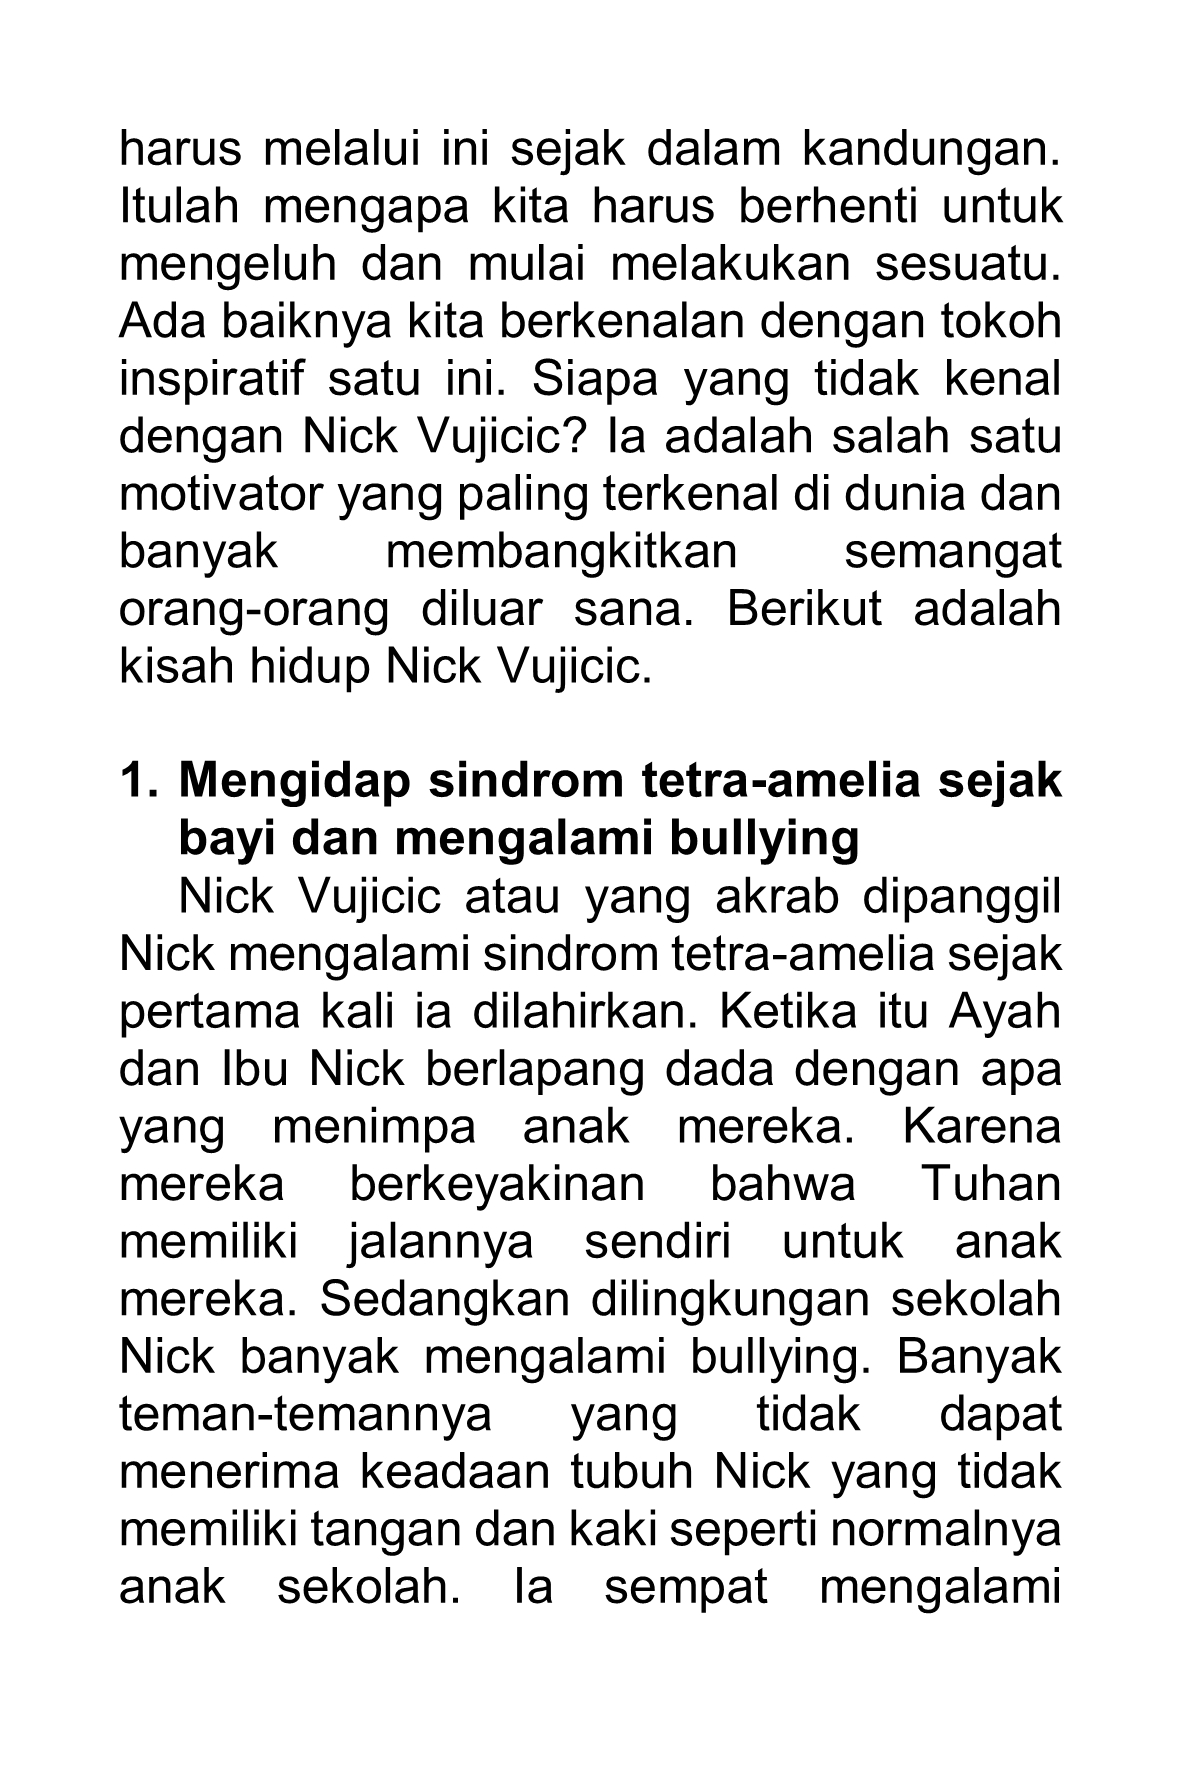 harus melalui ini sejak dalam kandungan.
Itulah mengapa kita harus berhenti untuk
mengeluh dan mulai melakukan sesuatu.
Ada baiknya kita berkenalan dengan tokoh
inspiratif satu ini. Siapa yang tidak kenal
dengan Nick Vujicic? Ia adalah salah satu
motivator yang paling terkenal di dunia dan
banyak membangkitkan semangat
orang-orang diluar sana. Berikut adalah
kisah hidup Nick Vujicic.
1. Mengidap sindrom tetra-amelia sejak
bayi dan mengalami bullying
Nick Vujicic atau yang akrab dipanggil
Nick mengalami sindrom tetra-amelia sejak
pertama kali ia dilahirkan. Ketika itu Ayah
dan Ibu Nick berlapang dada dengan apa
yang menimpa anak mereka. Karena
mereka berkeyakinan bahwa Tuhan
memiliki jalannya sendiri untuk anak
mereka. Sedangkan dilingkungan sekolah
Nick banyak mengalami bullying. Banyak
teman-temannya yang tidak dapat
menerima keadaan tubuh Nick yang tidak
memiliki tangan dan kaki seperti normalnya
anak sekolah. Ia sempat mengalami